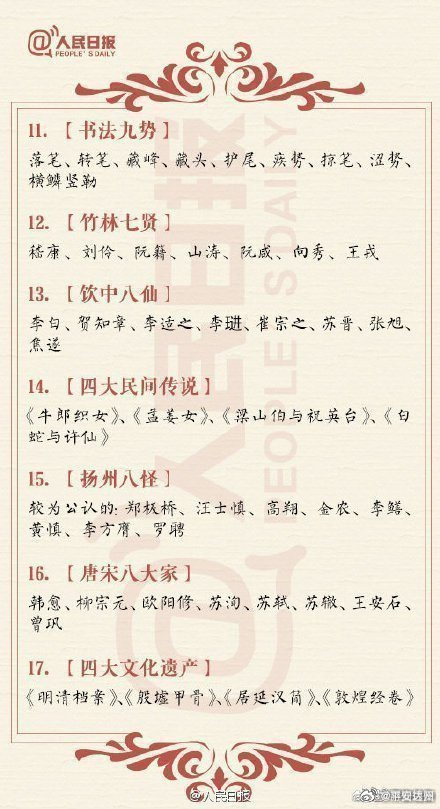 人民日报
PEOPLE'S DAILY
11. 【书法九势】
落笔、转笔、藏峰、藏头、护尾、疾势、掠笔、涩势、
横鳞竖勒
12. 【竹林七贤】
嵇康、刘伶、阮籍、山涛、阮咸、向秀、王戎
13. 【饮中八仙】
李白、贺知章、李适之、李琎、崔宗之、苏晋、张旭、
焦遂
14. 【四大民间传说】
《牛郎织女》、《孟姜女》、《梁山伯与祝英台》、《白
蛇与许仙》
15. 【扬州八怪】
较为公认的:郑板桥、汪士慎、高翔、金农、李鳝、
黄慎、李方膺、罗聘
16. 【唐宋八大家】
韩愈、柳宗元、欧阳修、苏洵、苏轼、苏辙、王安石、
曾巩
17. 【四大文化遗产】
《明清档案》、《殷墟甲骨》、《居延汉简》、《敦煌经卷》
人民日报
PEOPLE'S DAILY
@人民日报